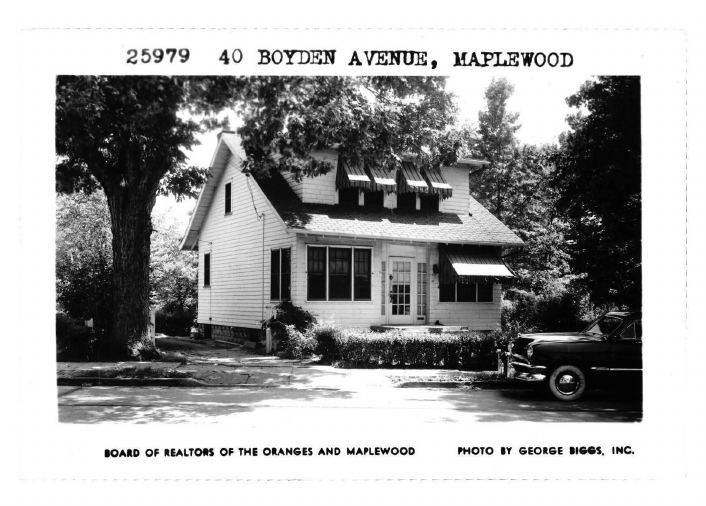 25979 40 BOYDEN AVENUE, MAPLEWOOD
BOARD OF REALTORS OF THE ORANGES AND MAPLEWOOD PHOTO BY GEORGE BIGGS, INC.